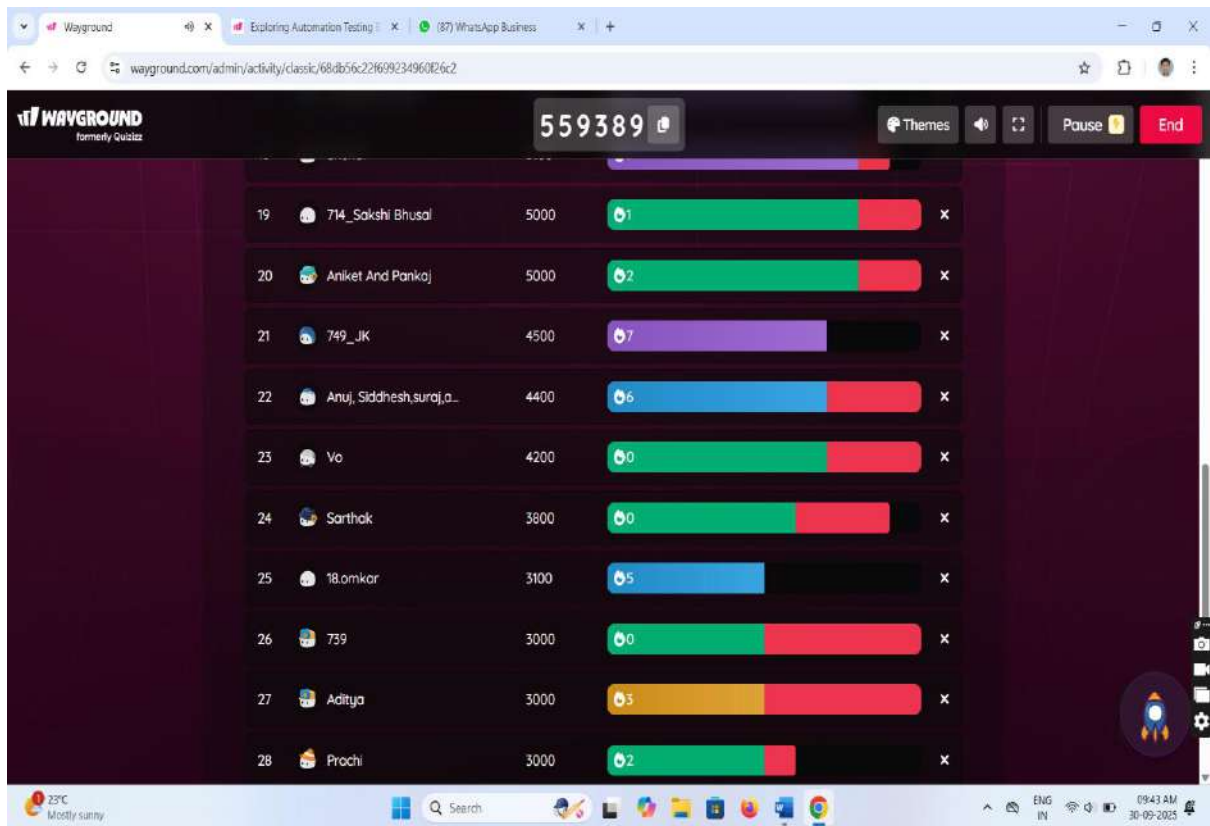 Wayground
Exploring Automation Testing
(87) WhatsApp Business
wayground.com/admin/activity/classic/68db56c22f699234960f26c2
WAYGROUND
formerly Quizizz
559389
Themes
Pause
End
19 714_Sakshi Bhusal 5000 1
20 Aniket And Pankaj 5000 2
21 749_JK 4500 7
22 Anuj, Siddhesh,suraj,a... 4400 6
23 Vo 4200 0
24 Sarthak 3800 0
25 18.omkar 3100 5
26 739 3000 0
27 Aditya 3000 3
28 Prachi 3000 2
1
23°C
Mostly sunny
Search
ENG
IN
09:43 AM
30-09-2025